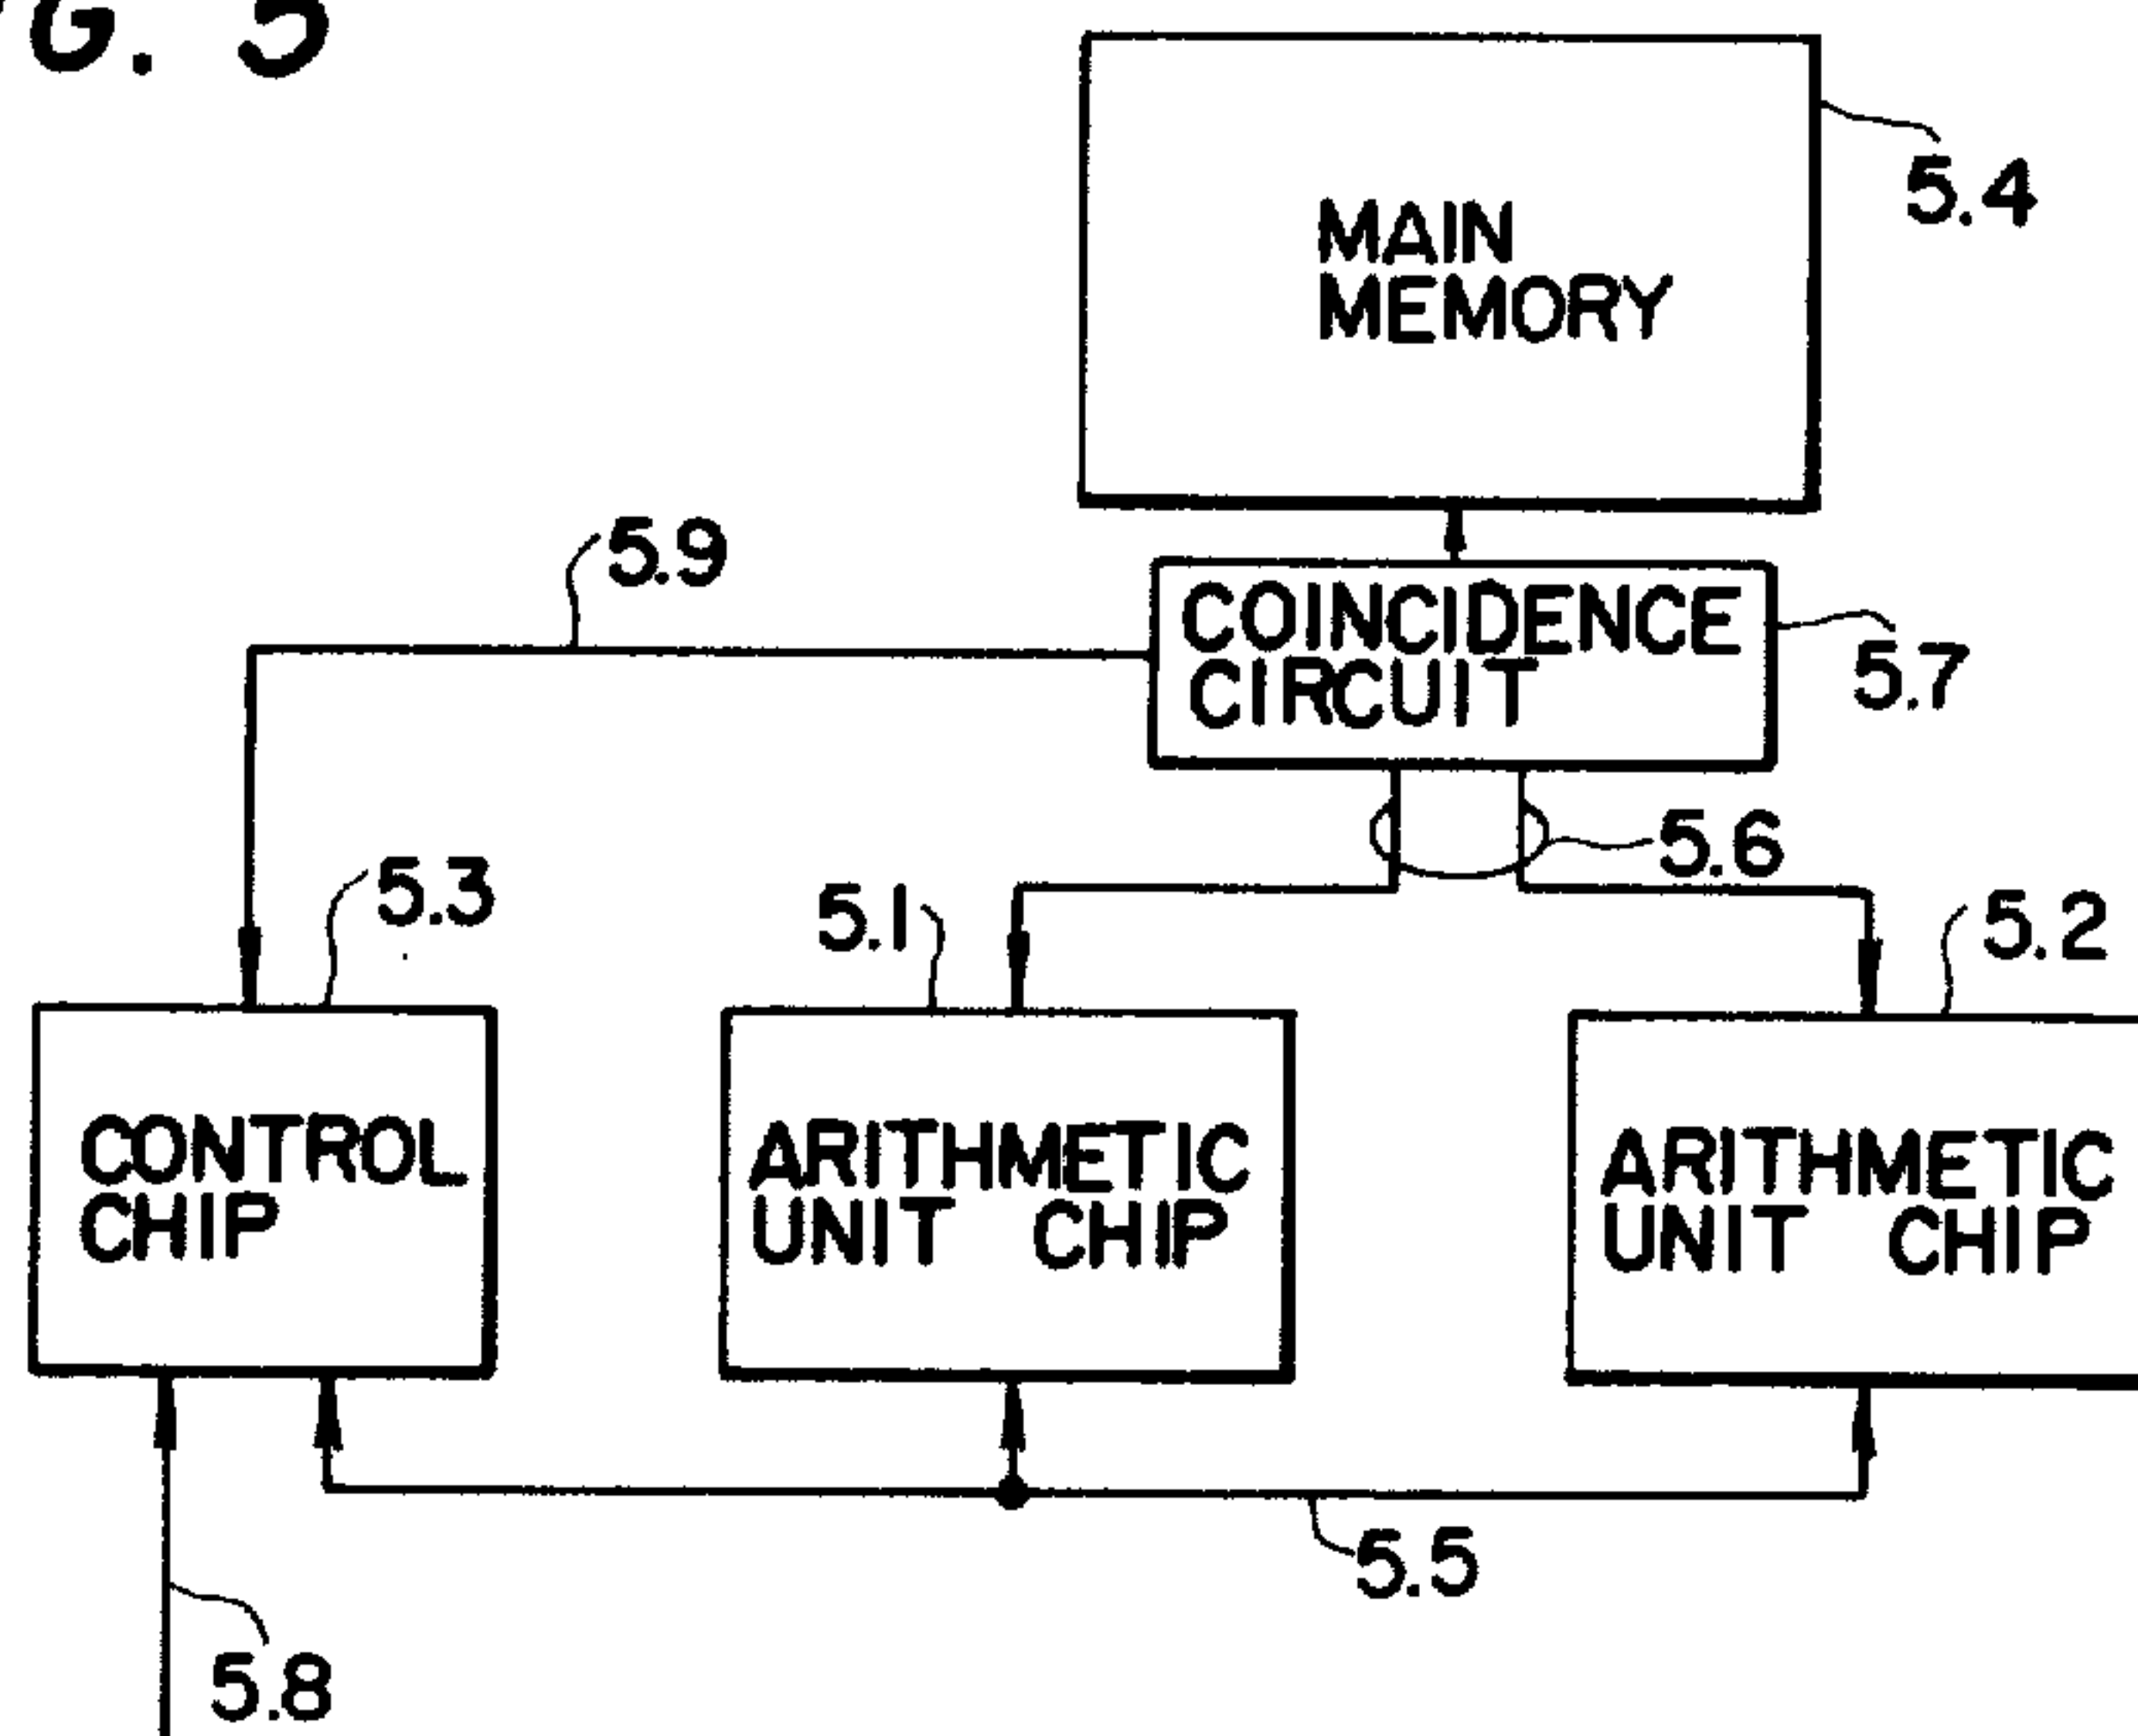 G. 5
5.4
MAIN
MEMORY
5.9
COINCIDENCE
CIRCUIT
5.7
5.6
5.3
5.1
5.2
CONTROL
CHIP
ARITHMETIC
UNIT CHIP
ARITHMETIC
UNIT CHIP
5.5
5.8